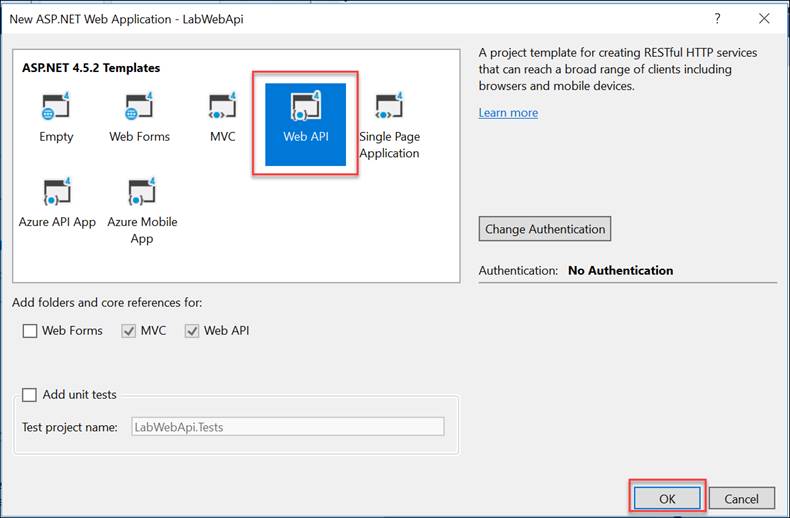 New ASP.NET Web Application - LabWebApi
ASP.NET 4.5.2 Templates
Empty
Web Forms
MVC
Web API
Single Page
Application
Azure API App
Azure Mobile
App
A project template for creating RESTful HTTP services
that can reach a broad range of clients including
browsers and mobile devices.
Learn more
Change Authentication
Authentication: No Authentication
Add folders and core references for:
Web Forms MVC Web API
Add unit tests
Test project name: LabWebApi.Tests
OK Cancel